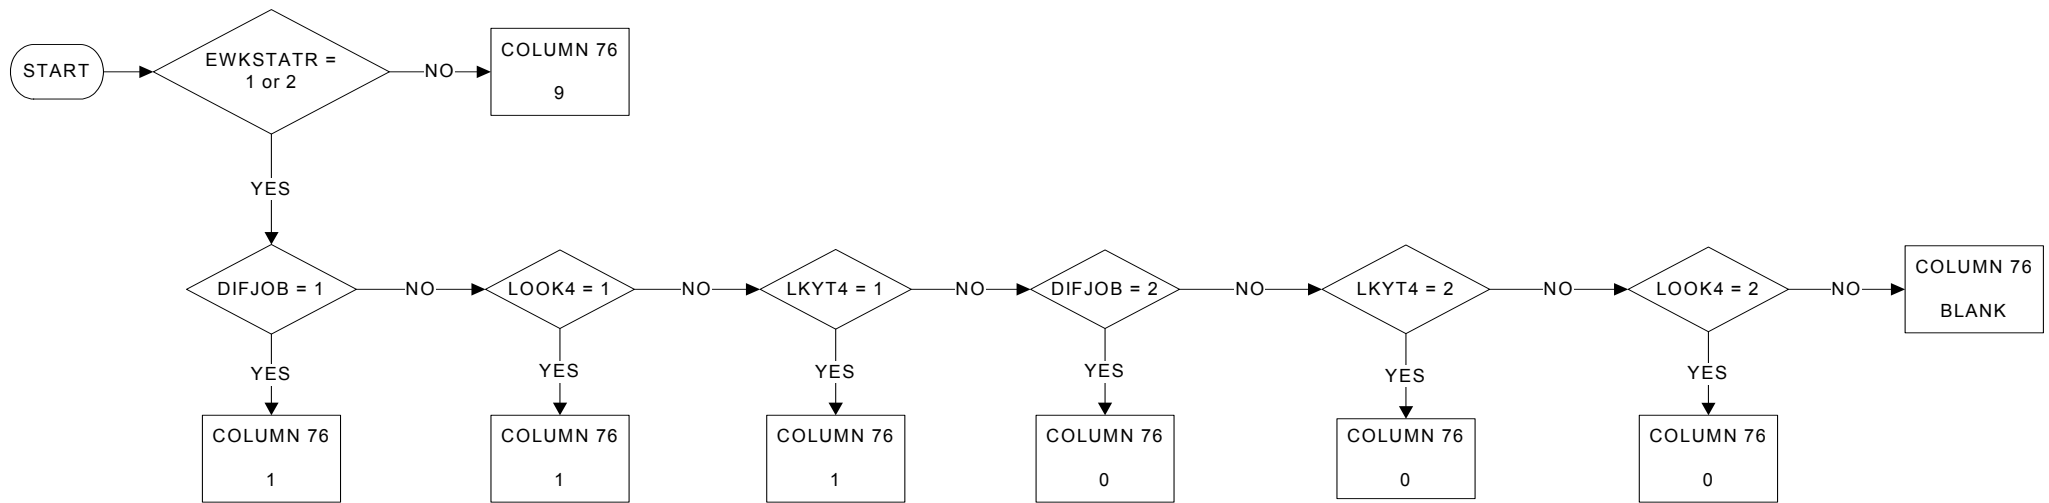 START
EWKSTATR =
1 or 2
NO
COLUMN 76
9
YES
DIFJOB = 1
NO
LOOK4 = 1
NO
LKYT4 = 1
NO
DIFJOB = 2
NO
LKYT4 = 2
NO
LOOK4 = 2
NO
COLUMN 76
BLANK
YES
YES
YES
YES
YES
YES
COLUMN 76
1
COLUMN 76
1
COLUMN 76
1
COLUMN 76
0
COLUMN 76
0
COLUMN 76
0